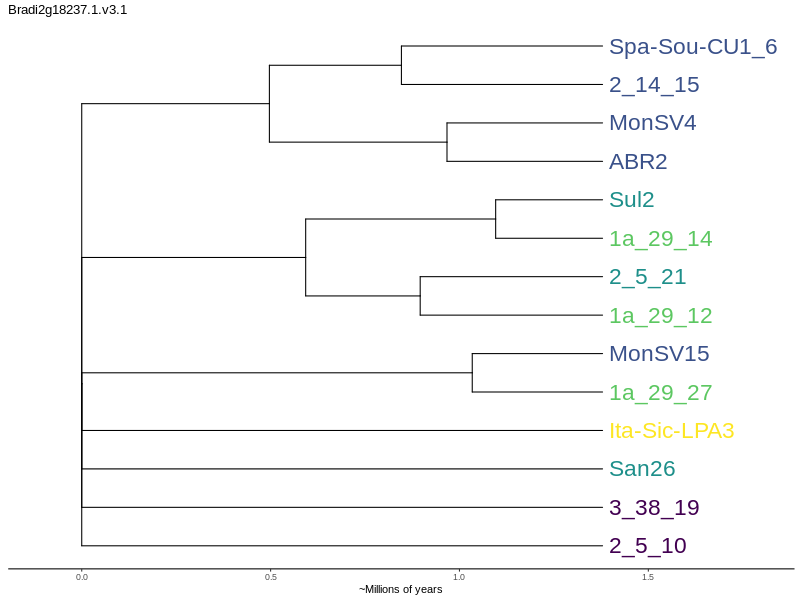 Bradi2g18237.1.v3.1
Spa-Sou-CU1_6
2_14_15
MonSV4
ABR2
Sul2
1a_29_14
2_5_21
1a_29_12
MonSV15
1a_29_27
Ita-Sic-LPA3
San26
3_38_19
2_5_10
0.0 0.5 1.0 1.5
~Millions of years